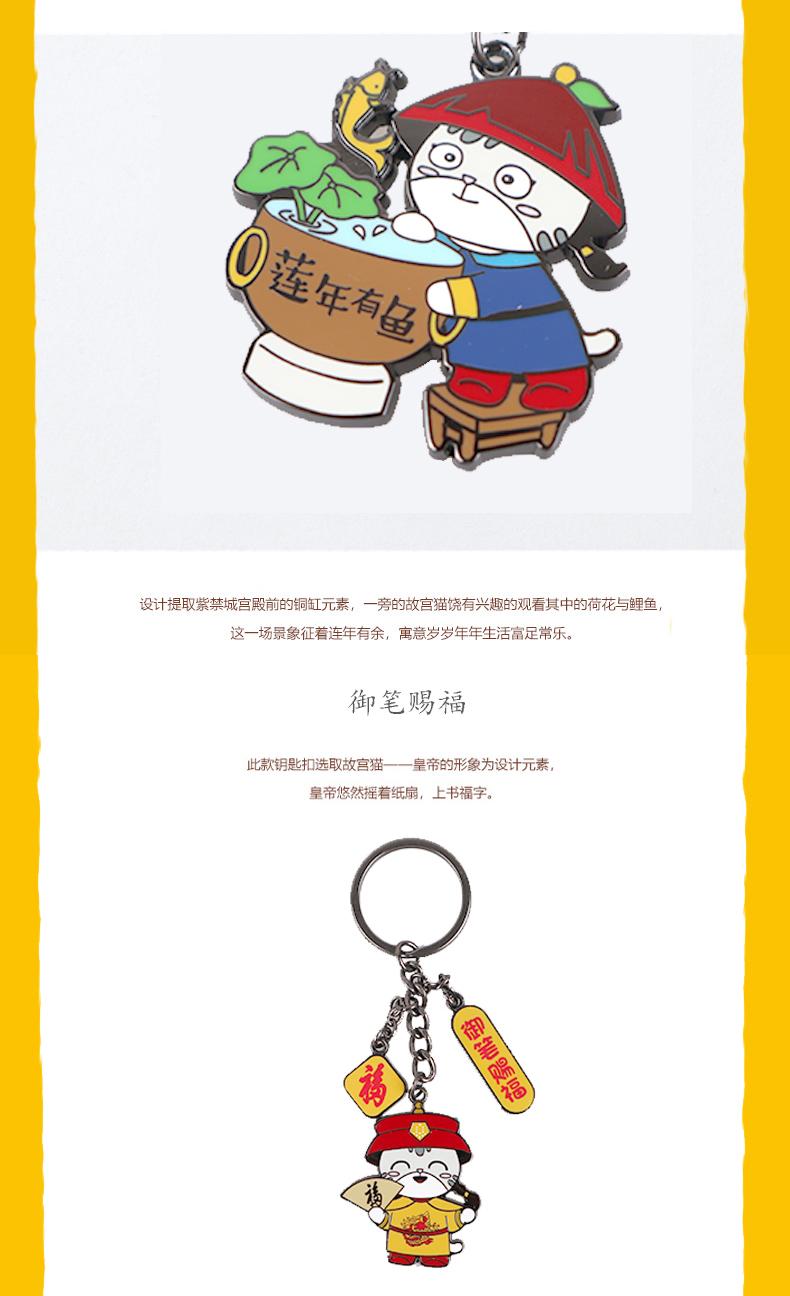 莲年有鱼
设计提取紫禁城宫殿前的铜缸元素，一旁的故宫猫饶有兴趣的观看其中的荷花与鲤鱼，
这一场景象征着连年有余，寓意岁岁年年生活富足常乐。
御笔赐福
此款钥匙扣选取故宫猫——皇帝的形象为设计元素，
皇帝悠然摇着纸扇，上书福字。
御笔赐福
福
福